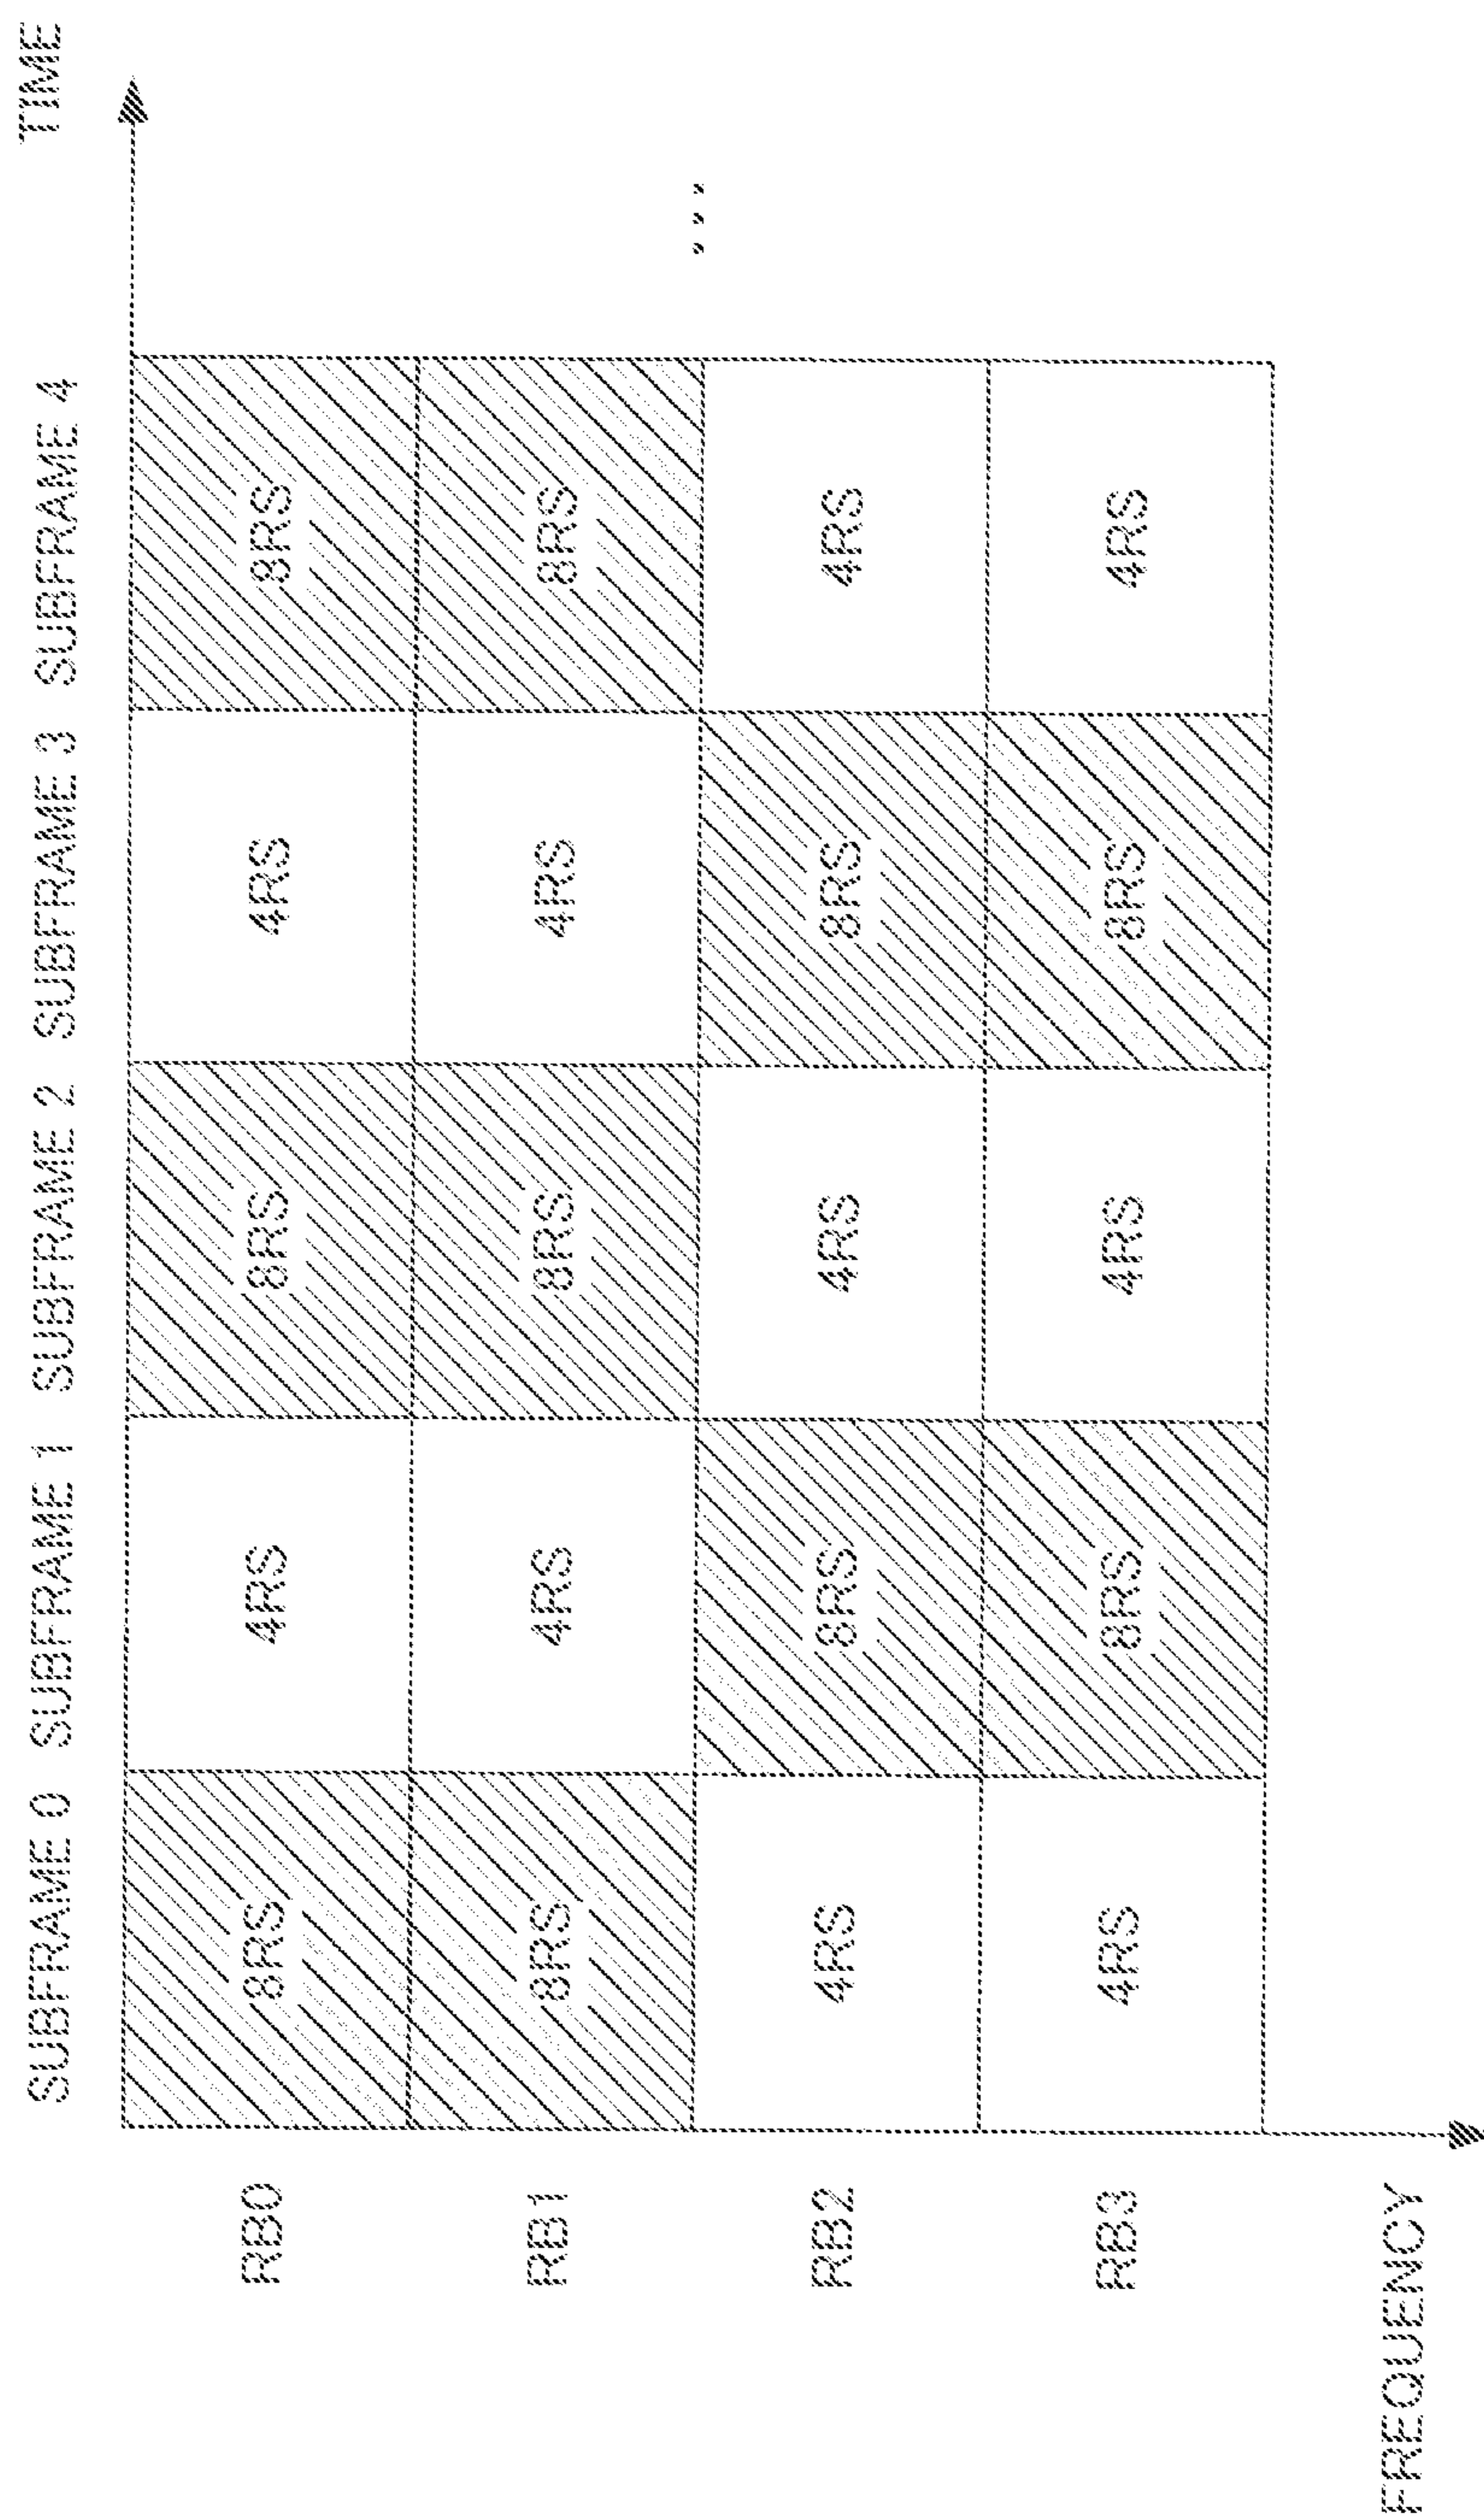 TIME
SUBFRAME 0 SUBFRAME 1 SUBFRAME 2 SUBFRAME 3 SUBFRAME 4
RB0 8RS 4RS 8RS 4RS 8RS
RB1 8RS 4RS 8RS 4RS 8RS
...
RB2 4RS 8RS 4RS 8RS 4RS
RB3 4RS 8RS 4RS 8RS 4RS
FREQUENCY